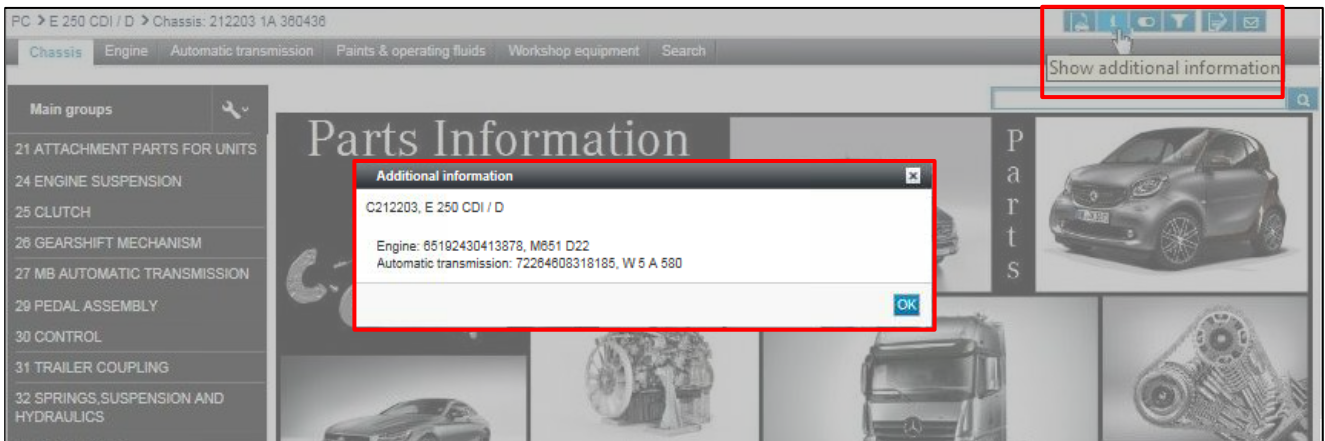 PC > E 250 CDI / D > Chassis: 212203 1A 360436
Show additional information
Chassis Engine Automatic transmission Paints & operating fluids Workshop equipment Search
Main groups
21 ATTACHMENT PARTS FOR UNITS
24 ENGINE SUSPENSION
25 CLUTCH
26 GEARSHIFT MECHANISM
27 MB AUTOMATIC TRANSMISSION
29 PEDAL ASSEMBLY
30 CONTROL
31 TRAILER COUPLING
32 SPRINGS,SUSPENSION AND
HYDRAULICS
Parts Information
Parts
Additional information
C212203, E 250 CDI / D
Engine: 65192430413878, M651 D22
Automatic transmission: 72264608318185, W 5 A 580
OK